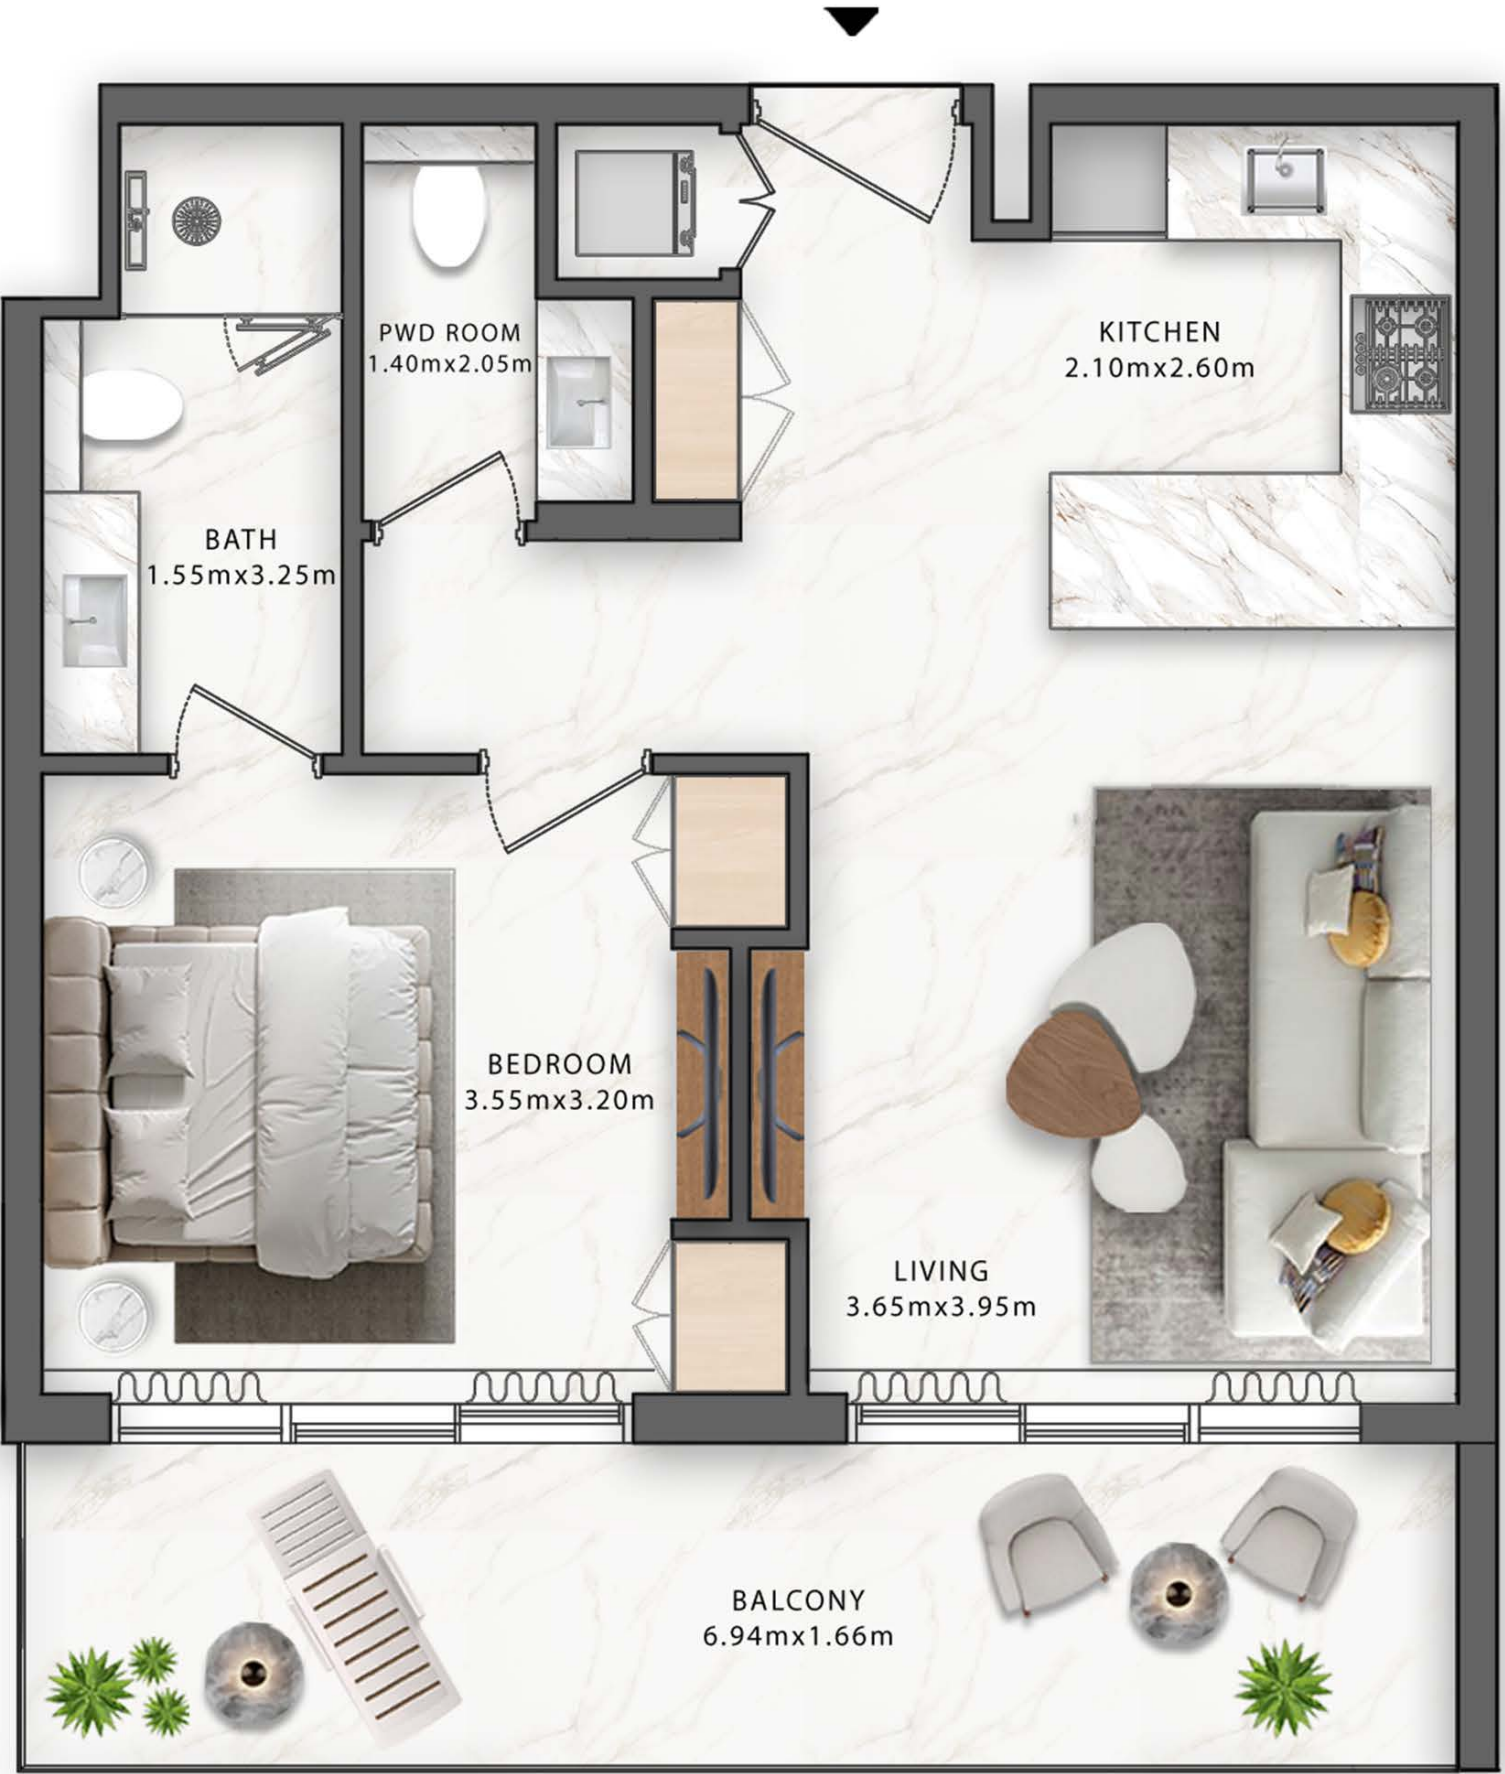 PWD ROOM
1.40mx2.05m
KITCHEN
2.10mx2.60m
BATH
1.55mx3.25m
BEDROOM
3.55mx3.20m
LIVING
3.65mx3.95m
BALCONY
6.94mx1.66m